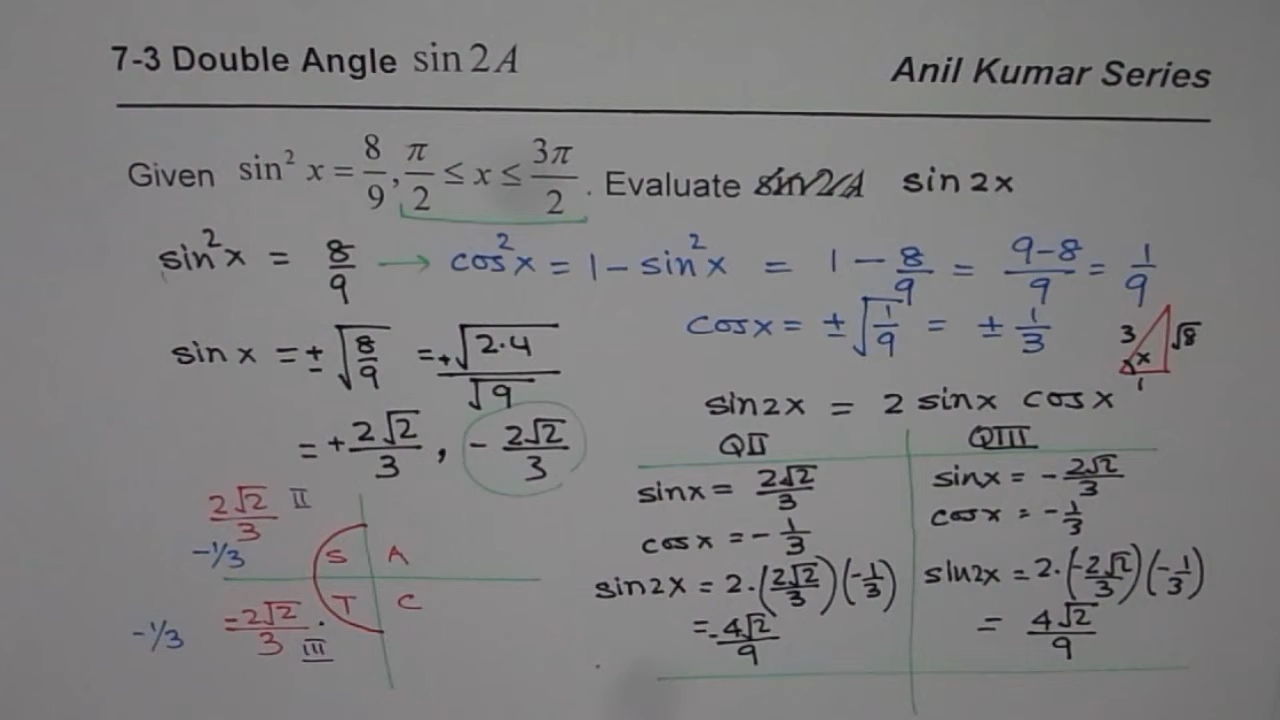 7-3 Double Angle sin 2A
Anil Kumar Series
Given sin² x = 8/9, π/2 ≤ x ≤ 3π/2. Evaluate sin 2A sin 2x
sin²x = 8/9 → cos²x = 1 - sin²x = 1 - 8/9 = 9-8/9 = 1/9
cosx = ± √1/9 = ± 1/3
3 √8
x
1
sin x = ± √8/9 = +√2·4/√9
= + 2√2/3, - 2√2/3
sin2x = 2 sinx cosx
QII
sinx = 2√2/3
cosx = - 1/3
sin2x = 2·(2√2/3)(-1/3)
= -4√2/9
QIII
sinx = - 2√2/3
cosx = - 1/3
sin2x = 2·(-2√2/3)(-1/3)
= 4√2/9
2√2/3 II
-1/3
S A
T C
-1/3 -2√2/3 III